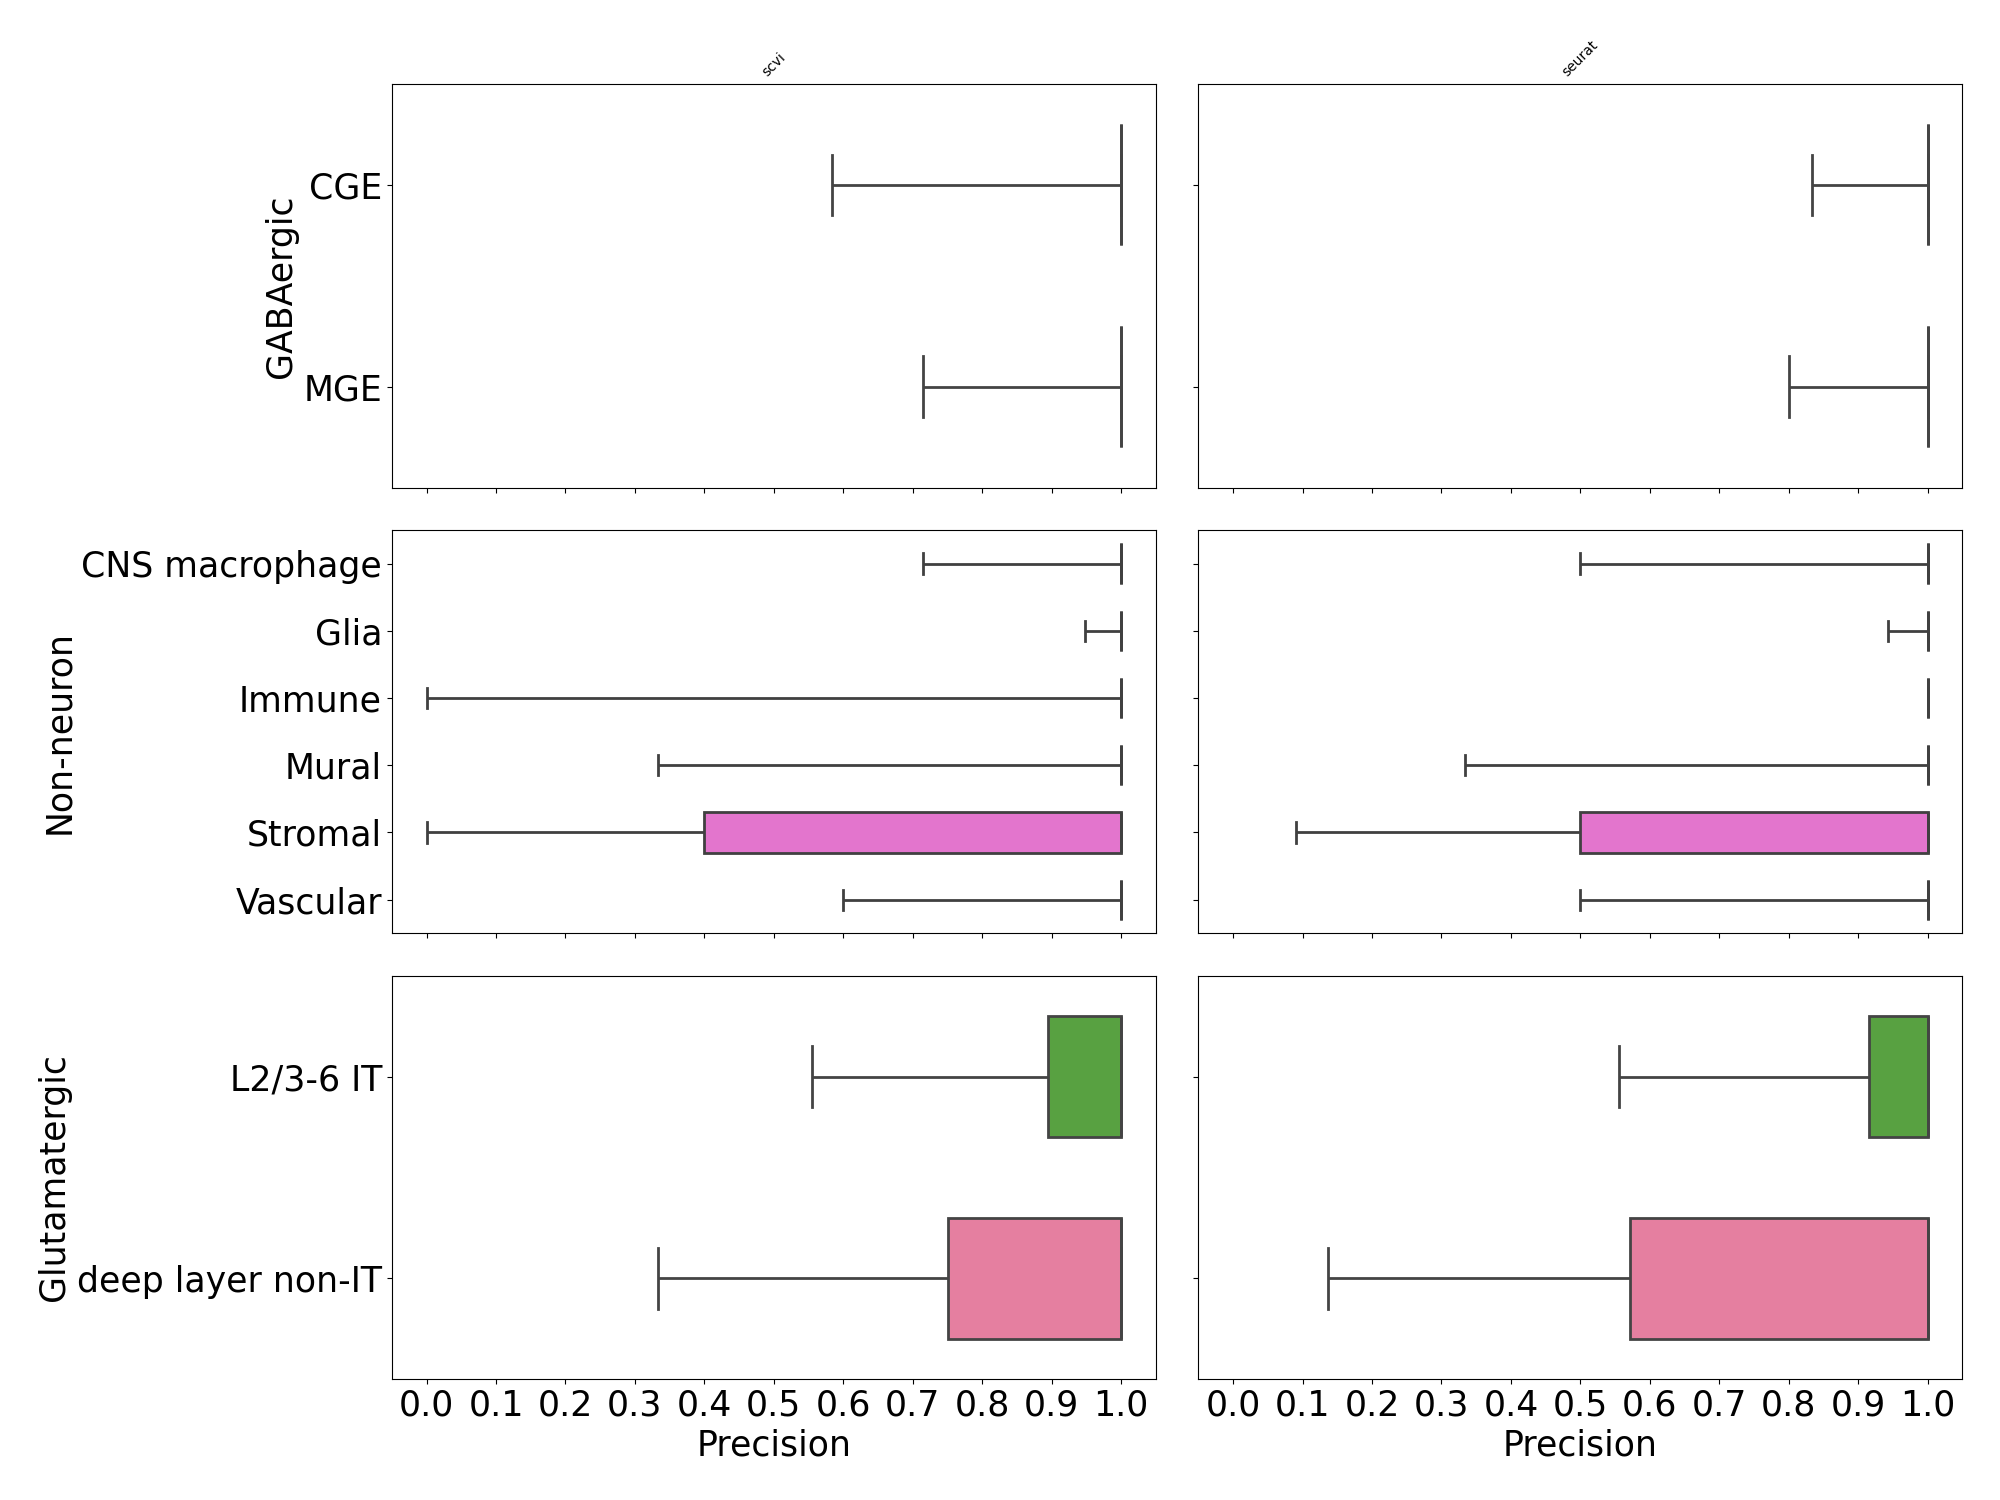 scvi
seurat
GABAergic
CGE
MGE
Non-neuron
CNS macrophage
Glia
Immune
Mural
Stromal
Vascular
Glutamatergic
L2/3-6 IT
deep layer non-IT
0.0 0.1 0.2 0.3 0.4 0.5 0.6 0.7 0.8 0.9 1.0
Precision
0.0 0.1 0.2 0.3 0.4 0.5 0.6 0.7 0.8 0.9 1.0
Precision